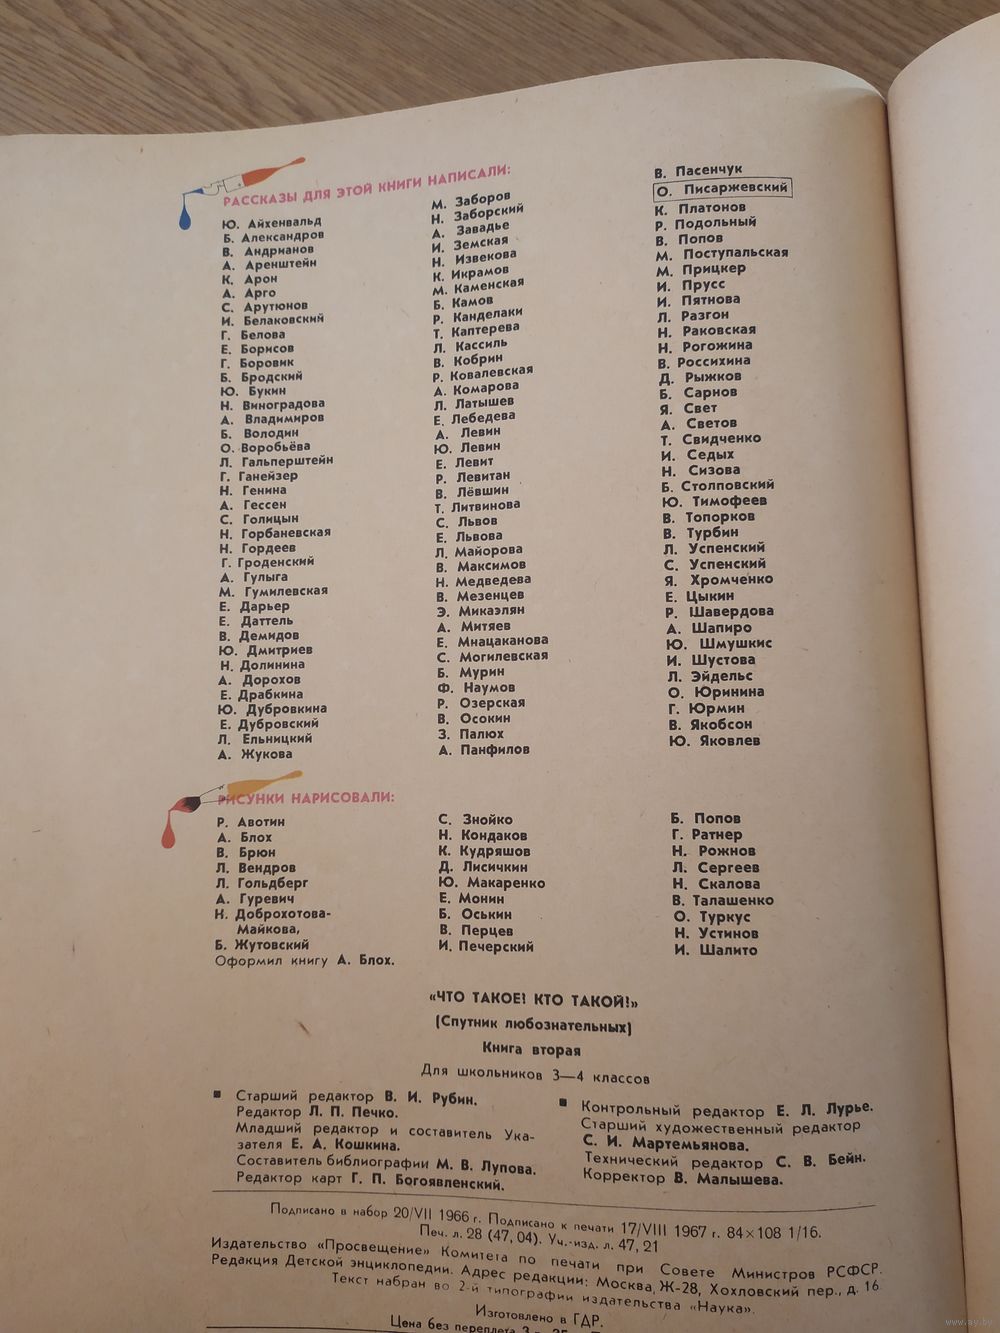 РАССКАЗЫ ДЛЯ ЭТОЙ КНИГИ НАПИСАЛИ:
Ю. Айхенвальд
Б. Александров
В. Андрианов
А. Аренштейн
К. Арон
А. Арго
С. Арутюнов
И. Белаковский
Г. Белова
Е. Борисов
Г. Боровик
Б. Бродский
Ю. Букин
Н. Виноградова
А. Владимиров
Б. Володин
О. Воробьёва
Л. Гальперштейн
Г. Ганейзер
Н. Генина
А. Гессен
С. Голицын
Н. Горбаневская
Н. Гордеев
Г. Гроденский
А. Гулыга
М. Гумилевская
Е. Дарьер
Е. Даттель
В. Демидов
Ю. Дмитриев
Н. Долинина
А. Дорохов
Е. Драбкина
Ю. Дубровкина
Е. Дубровский
Л. Ельницкий
А. Жукова
М. Заборов
Н. Заборский
А. Завадье
И. Земская
Н. Извекова
К. Икрамов
М. Каменская
Б. Камов
Р. Канделаки
Т. Каптерева
Л. Кассиль
В. Кобрин
Р. Ковалевская
А. Комарова
Л. Латышев
Е. Лебедева
А. Левин
Ю. Левин
Е. Левит
Р. Левитан
В. Лёвшин
Т. Литвинова
С. Львов
Е. Львова
Л. Майорова
В. Максимов
Н. Медведева
В. Мезенцев
Э. Микаэлян
А. Митяев
Е. Мнацаканова
С. Могилевская
Б. Мурин
Ф. Наумов
Р. Озерская
В. Осокин
З. Палюх
А. Панфилов
В. Пасенчук
О. Писаржевский
К. Платонов
Р. Подольный
В. Попов
М. Поступальская
М. Прицкер
И. Прусс
И. Пятнова
Л. Разгон
Н. Раковская
Н. Рогожина
В. Россихина
Д. Рыжков
Б. Сарнов
Я. Свет
А. Светов
Т. Свидченко
И. Седых
Н. Сизова
Б. Столповский
Ю. Тимофеев
В. Топорков
В. Турбин
Л. Успенский
С. Успенский
Я. Хромченко
Е. Цыкин
Р. Шавердова
А. Шапиро
Ю. Шмушкис
И. Шустова
Л. Эйдельс
О. Юринина
Г. Юрмин
В. Якобсон
Ю. Яковлев
РИСУНКИ НАРИСОВАЛИ:
Р. Авотин
А. Блох
В. Брюн
Л. Вендров
Л. Гольдберг
А. Гуревич
Н. Доброхотова-
Майкова,
Б. Жутовский
Оформил книгу А. Блох.
С. Знойко
Н. Кондаков
К. Кудряшов
Д. Лисичкин
Ю. Макаренко
Е. Монин
Б. Оськин
В. Перцев
И. Печерский
Б. Попов
Г. Ратнер
Н. Рожнов
Л. Сергеев
Н. Скалова
В. Талашенко
О. Туркус
Н. Устинов
И. Шалито
«ЧТО ТАКОЕ? КТО ТАКОЙ?»
(Спутник любознательных)
Книга вторая
Для школьников 3—4 классов
Старший редактор В. И. Рубин.
Редактор Л. П. Печко.
Младший редактор и составитель Ука-
зателя Е. А. Кошкина.
Составитель библиографии М. В. Лупова.
Редактор карт Г. П. Богоявленский.
Контрольный редактор Е. Л. Лурье.
Старший художественный редактор
С. И. Мартемьянова.
Технический редактор С. В. Бейн.
Корректор В. Малышева.
Подписано в набор 20/VII 1966 г. Подписано к печати 17/VIII 1967 г. 84×108 1/16.
Печ. л. 28 (47, 04). Уч.-изд. л. 47, 21
Издательство «Просвещение» Комитета по печати при Совете Министров РСФСР.
Редакция Детской энциклопедии. Адрес редакции: Москва, Ж-28, Хохловский пер., д. 16
Текст набран во 2-й типографии издательства «Наука».
Изготовлено в ГДР.
Цена без переплета 3 р.
www.ay.by